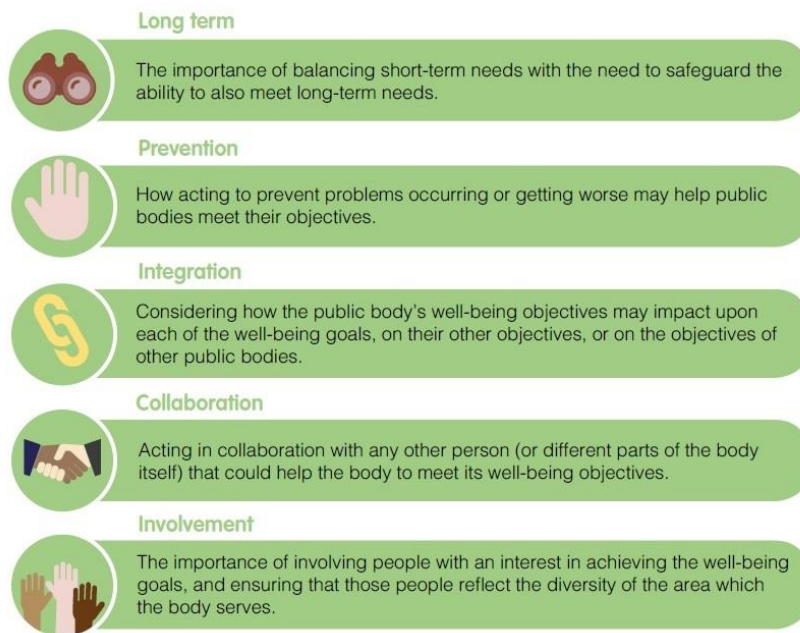 Long term
The importance of balancing short-term needs with the need to safeguard the
ability to also meet long-term needs.
Prevention
How acting to prevent problems occurring or getting worse may help public
bodies meet their objectives.
Integration
Considering how the public body's well-being objectives may impact upon
each of the well-being goals, on their other objectives, or on the objectives of
other public bodies.
Collaboration
Acting in collaboration with any other person (or different parts of the body
itself) that could help the body to meet its well-being objectives.
Involvement
The importance of involving people with an interest in achieving the well-being
goals, and ensuring that those people reflect the diversity of the area which
the body serves.